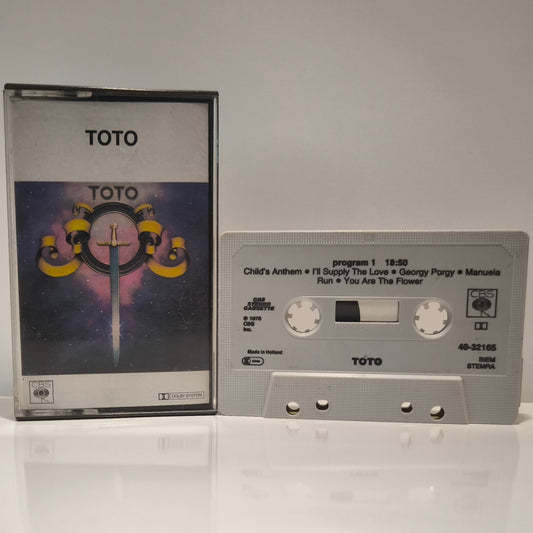 TOTO
TOTO
CBS
DOLBY SYSTEM
program 1 18:50
Child's Anthem • I'll Supply The Love • Georgy Porgy • Manuela
Run • You Are The Flower
CBS
STEREO
CASSETTE
℗ 1978
CBS
Inc.
Made in Holland
TOTO
CBS
40-32165
BIEM
STEMRA